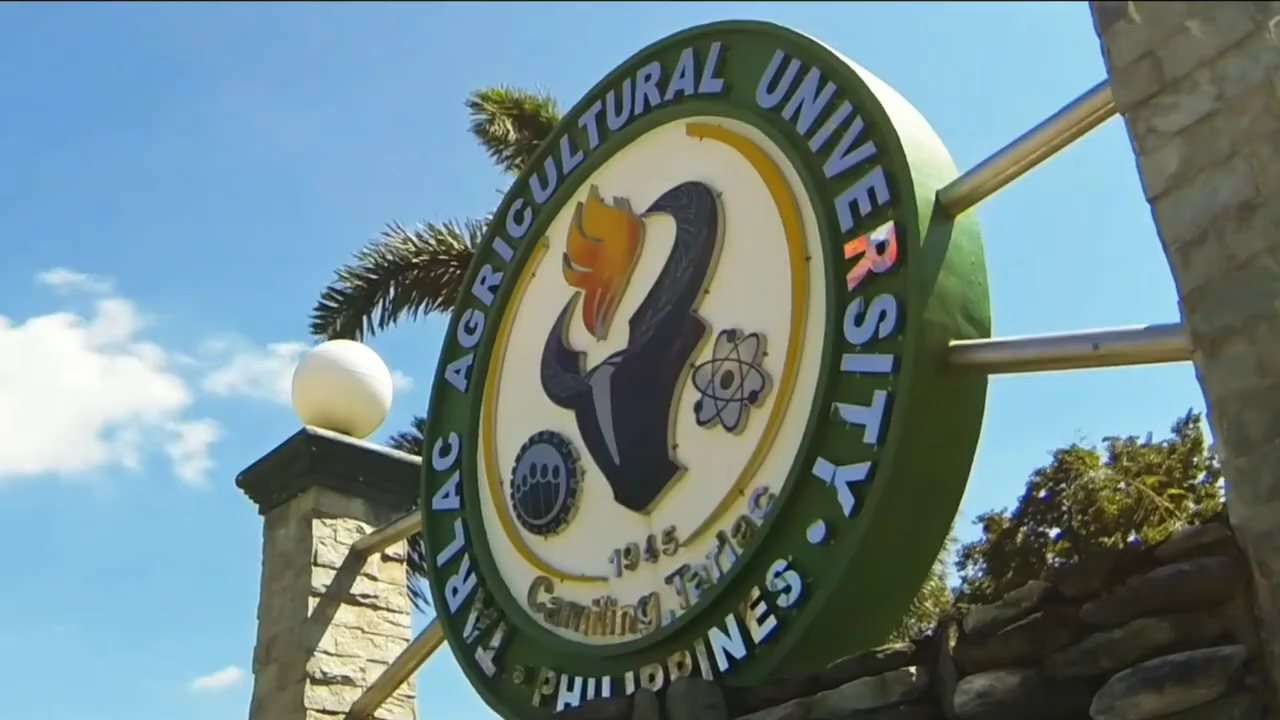 TARLAC AGRICULTURAL UNIVERSITY • PHILIPPINES •
1945
Camiling, Tarlac